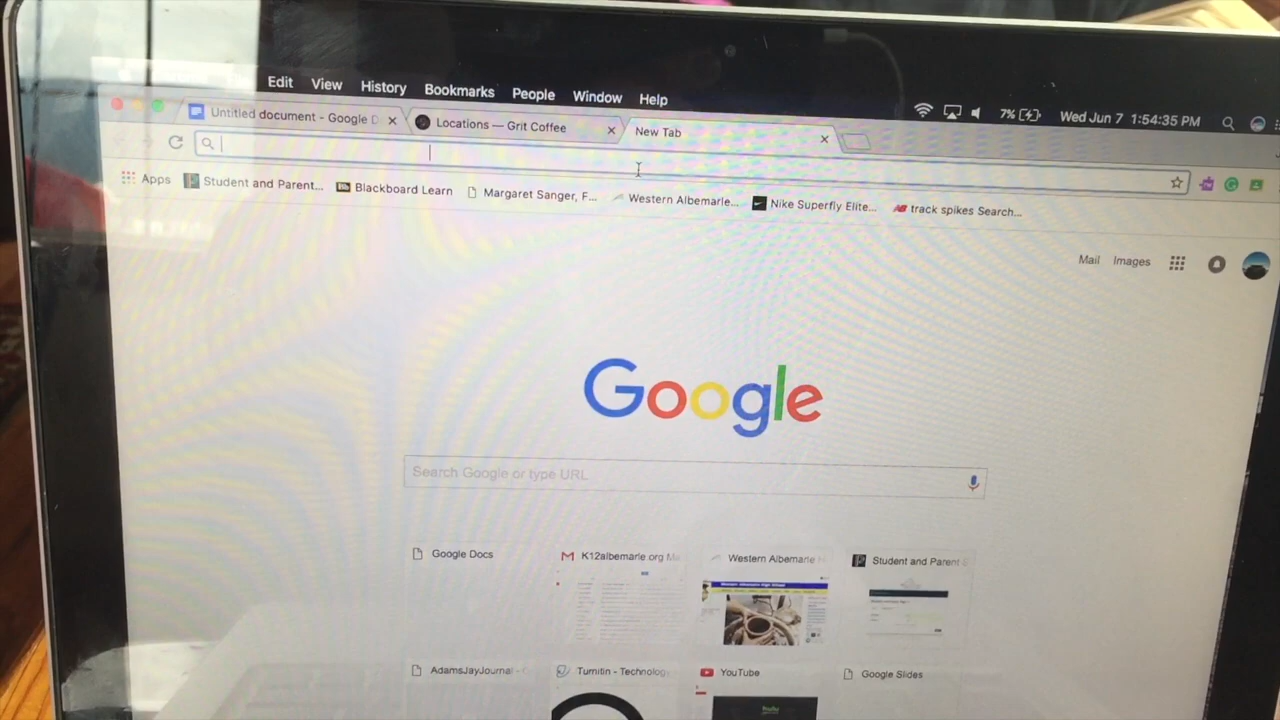 Edit View History Bookmarks People Window Help
7% Wed Jun 7 1:54:35 PM
Untitled document - Google D
Locations — Grit Coffee
New Tab
Apps Student and Parent... Blackboard Learn Margaret Sanger, F... Western Albemarle... Nike Superfly Elite... track spikes Search...
Mail Images
Google
Search Google or type URL
Google Docs K12albemarle.org Ma Western Albemarle H Student and Parent S
AdamsJayJournal - G Turnitin - Technology YouTube Google Slides
hulu